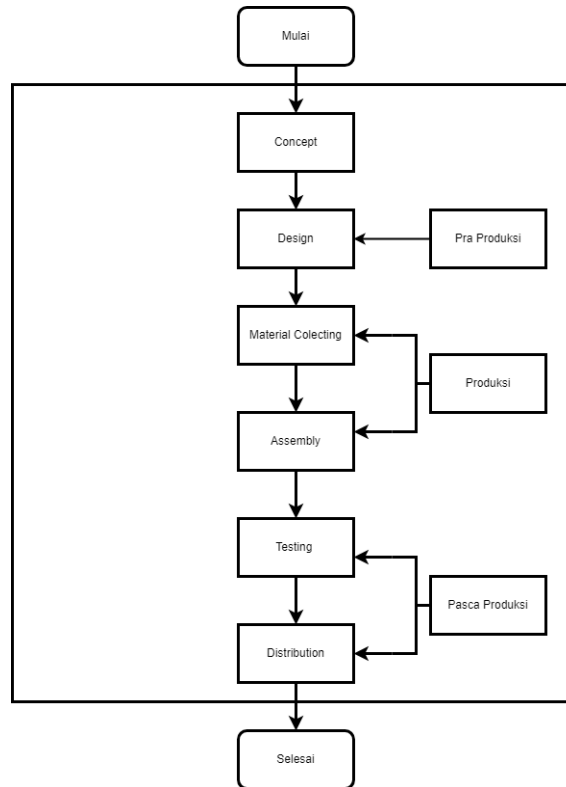 Mulai
Concept
Design
Pra Produksi
Material Colecting
Produksi
Assembly
Testing
Pasca Produksi
Distribution
Selesai